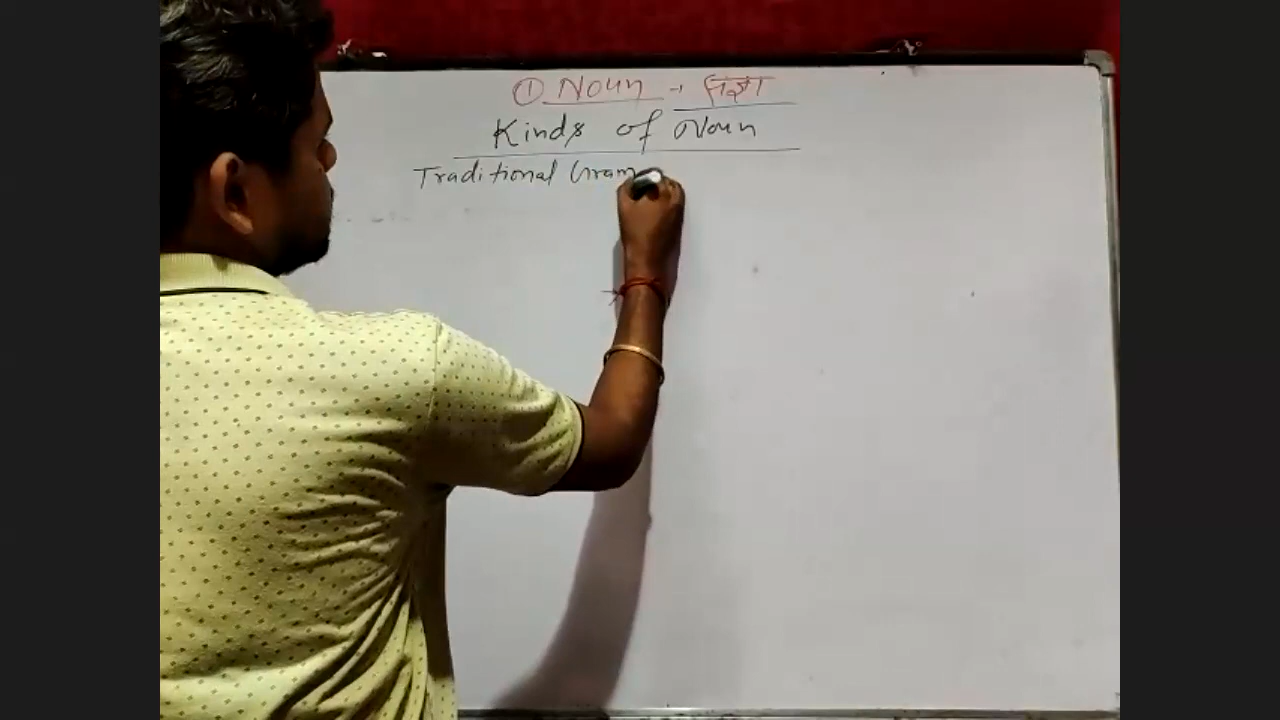 ① Noun → संज्ञा
Kinds of Noun
Traditional Gram